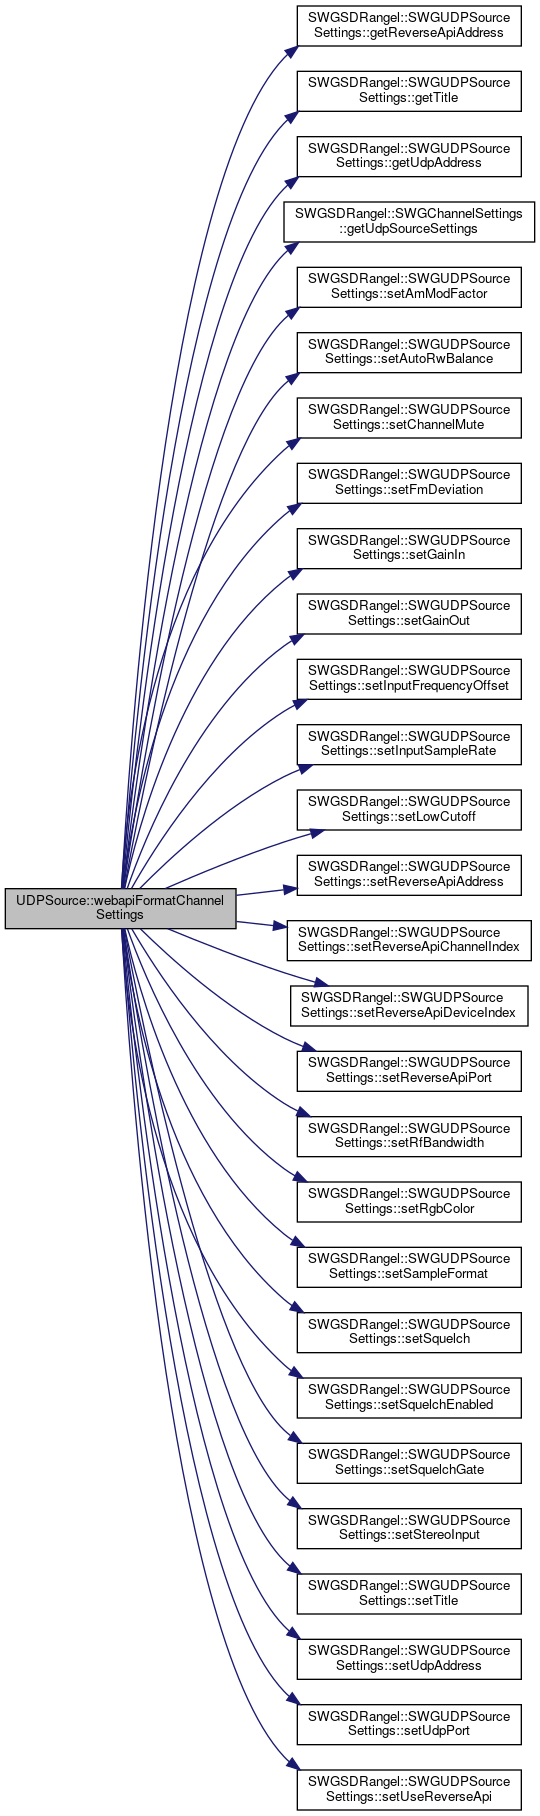 SWGSDRangel::SWGUDPSource
Settings::getReverseApiAddress
SWGSDRangel::SWGUDPSource
Settings::getTitle
SWGSDRangel::SWGUDPSource
Settings::getUdpAddress
SWGSDRangel::SWGChannelSettings
::getUdpSourceSettings
SWGSDRangel::SWGUDPSource
Settings::setAmModFactor
SWGSDRangel::SWGUDPSource
Settings::setAutoRwBalance
SWGSDRangel::SWGUDPSource
Settings::setChannelMute
SWGSDRangel::SWGUDPSource
Settings::setFmDeviation
SWGSDRangel::SWGUDPSource
Settings::setGainIn
SWGSDRangel::SWGUDPSource
Settings::setGainOut
SWGSDRangel::SWGUDPSource
Settings::setInputFrequencyOffset
SWGSDRangel::SWGUDPSource
Settings::setInputSampleRate
SWGSDRangel::SWGUDPSource
Settings::setLowCutoff
UDPSource::webapiFormatChannel
Settings
SWGSDRangel::SWGUDPSource
Settings::setReverseApiAddress
SWGSDRangel::SWGUDPSource
Settings::setReverseApiChannelIndex
SWGSDRangel::SWGUDPSource
Settings::setReverseApiDeviceIndex
SWGSDRangel::SWGUDPSource
Settings::setReverseApiPort
SWGSDRangel::SWGUDPSource
Settings::setRfBandwidth
SWGSDRangel::SWGUDPSource
Settings::setRgbColor
SWGSDRangel::SWGUDPSource
Settings::setSampleFormat
SWGSDRangel::SWGUDPSource
Settings::setSquelch
SWGSDRangel::SWGUDPSource
Settings::setSquelchEnabled
SWGSDRangel::SWGUDPSource
Settings::setSquelchGate
SWGSDRangel::SWGUDPSource
Settings::setStereoInput
SWGSDRangel::SWGUDPSource
Settings::setTitle
SWGSDRangel::SWGUDPSource
Settings::setUdpAddress
SWGSDRangel::SWGUDPSource
Settings::setUdpPort
SWGSDRangel::SWGUDPSource
Settings::setUseReverseApi